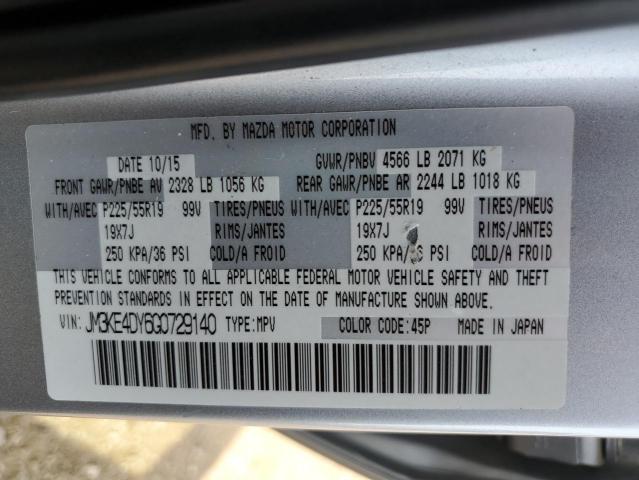 MFD. BY MAZDA MOTOR CORPORATION
DATE 10/15 GVWR/PNBV 4566 LB 2071 KG
FRONT GAWR/PNBE AV 2328 LB 1056 KG REAR GAWR/PNBE AR 2244 LB 1018 KG
WITH/AVEC P225/55R19 99V TIRES/PNEUS WITH/AVEC P225/55R19 99V TIRES/PNEUS
19X7J RIMS/JANTES 19X7J RIMS/JANTES
250 KPA/36 PSI COLD/A FROID 250 KPA/36 PSI COLD/A FROID
THIS VEHICLE CONFORMS TO ALL APPLICABLE FEDERAL MOTOR VEHICLE SAFETY AND THEFT
PREVENTION STANDARDS IN EFFECT ON THE DATE OF MANUFACTURE SHOWN ABOVE.
VIN: JM3KE4DY6G0729140 TYPE:MPV COLOR CODE:45P MADE IN JAPAN